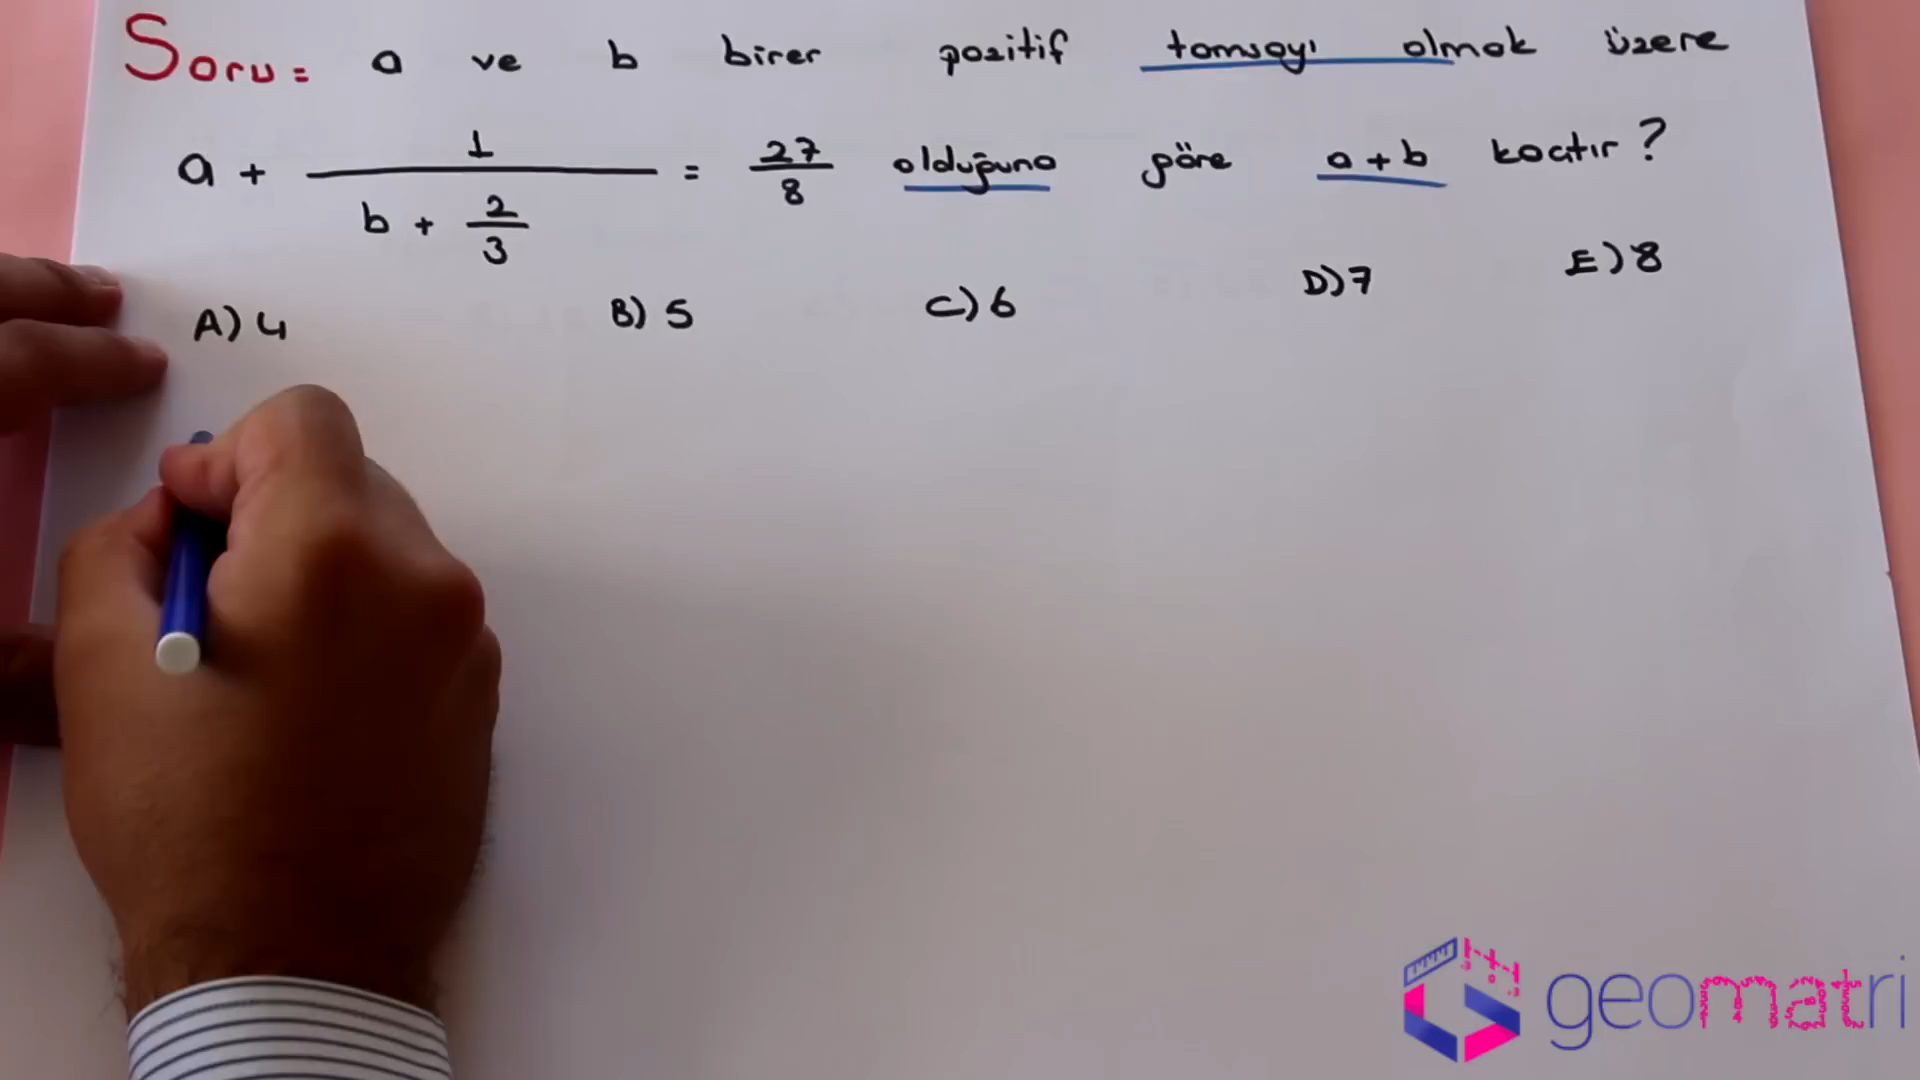 Soru= a ve b birer pozitif tamsayı olmak üzere
a + 1 / (b + 2/3) = 27/8 olduğuna göre a+b kaçtır?
A) 4 B) 5 C) 6 D) 7 E) 8
geomatri